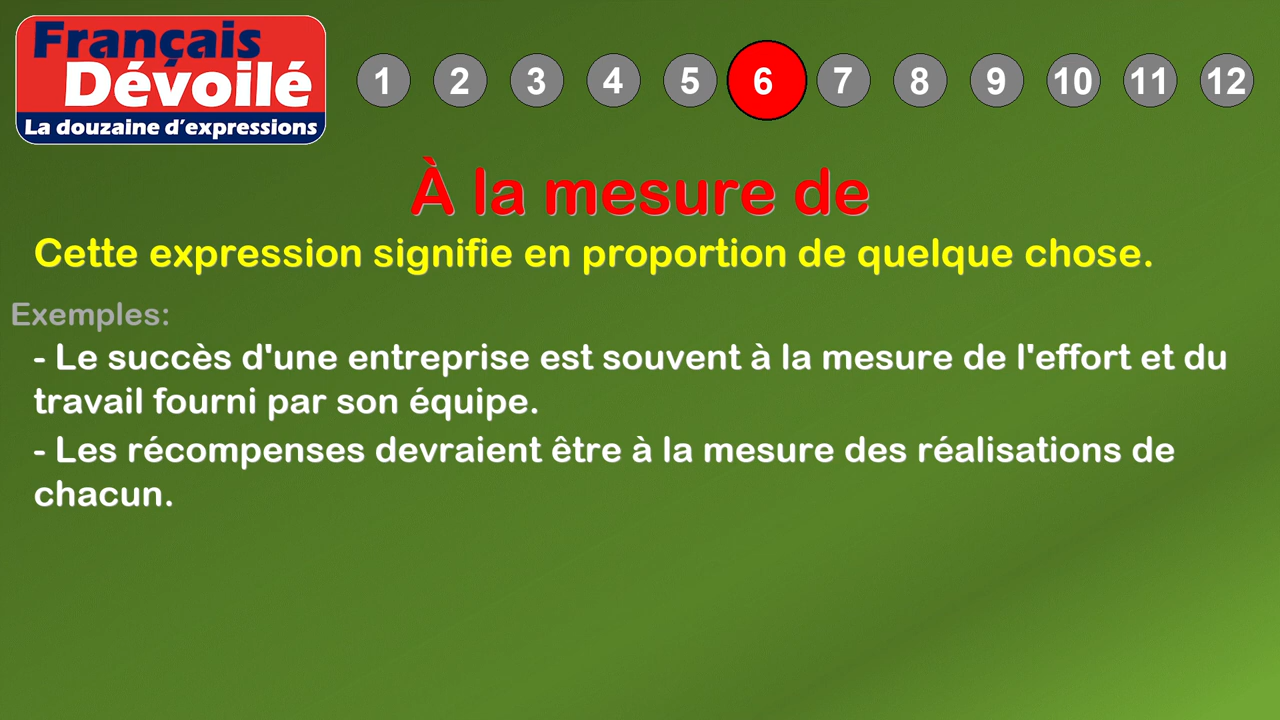 Français
Dévoilé
La douzaine d'expressions
1 2 3 4 5 6 7 8 9 10 11 12
À la mesure de
Cette expression signifie en proportion de quelque chose.
Exemples:
- Le succès d'une entreprise est souvent à la mesure de l'effort et du
travail fourni par son équipe.
- Les récompenses devraient être à la mesure des réalisations de
chacun.